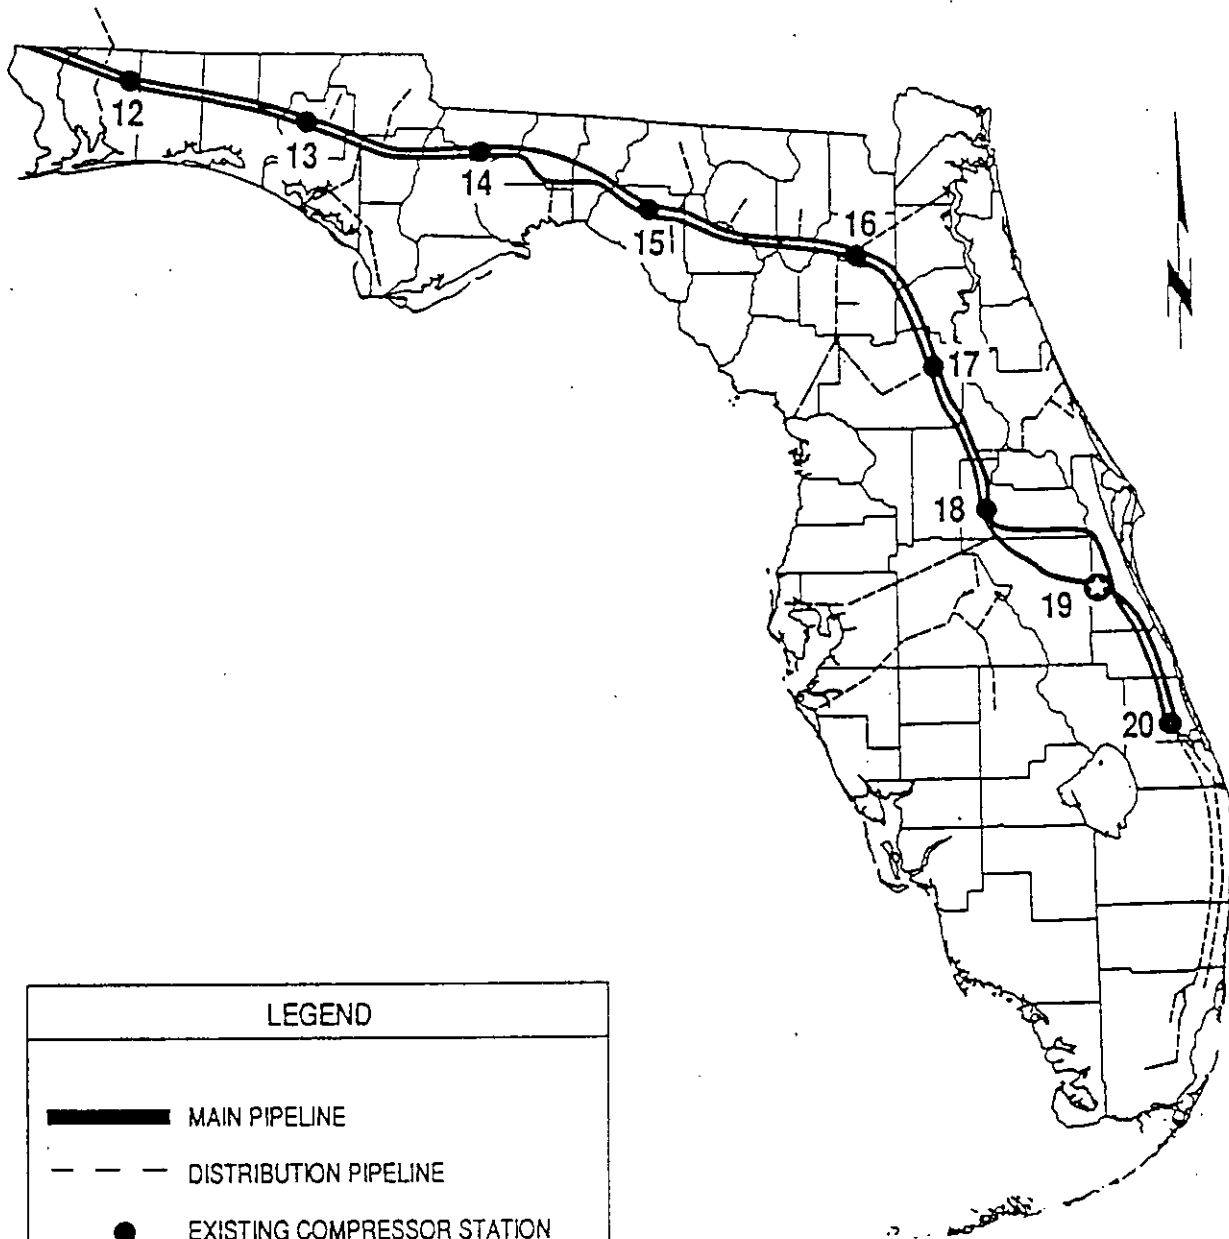 12
13
14
15
16
17
18
19
20
LEGEND
MAIN PIPELINE
DISTRIBUTION PIPELINE
EXISTING COMPRESSOR STATION